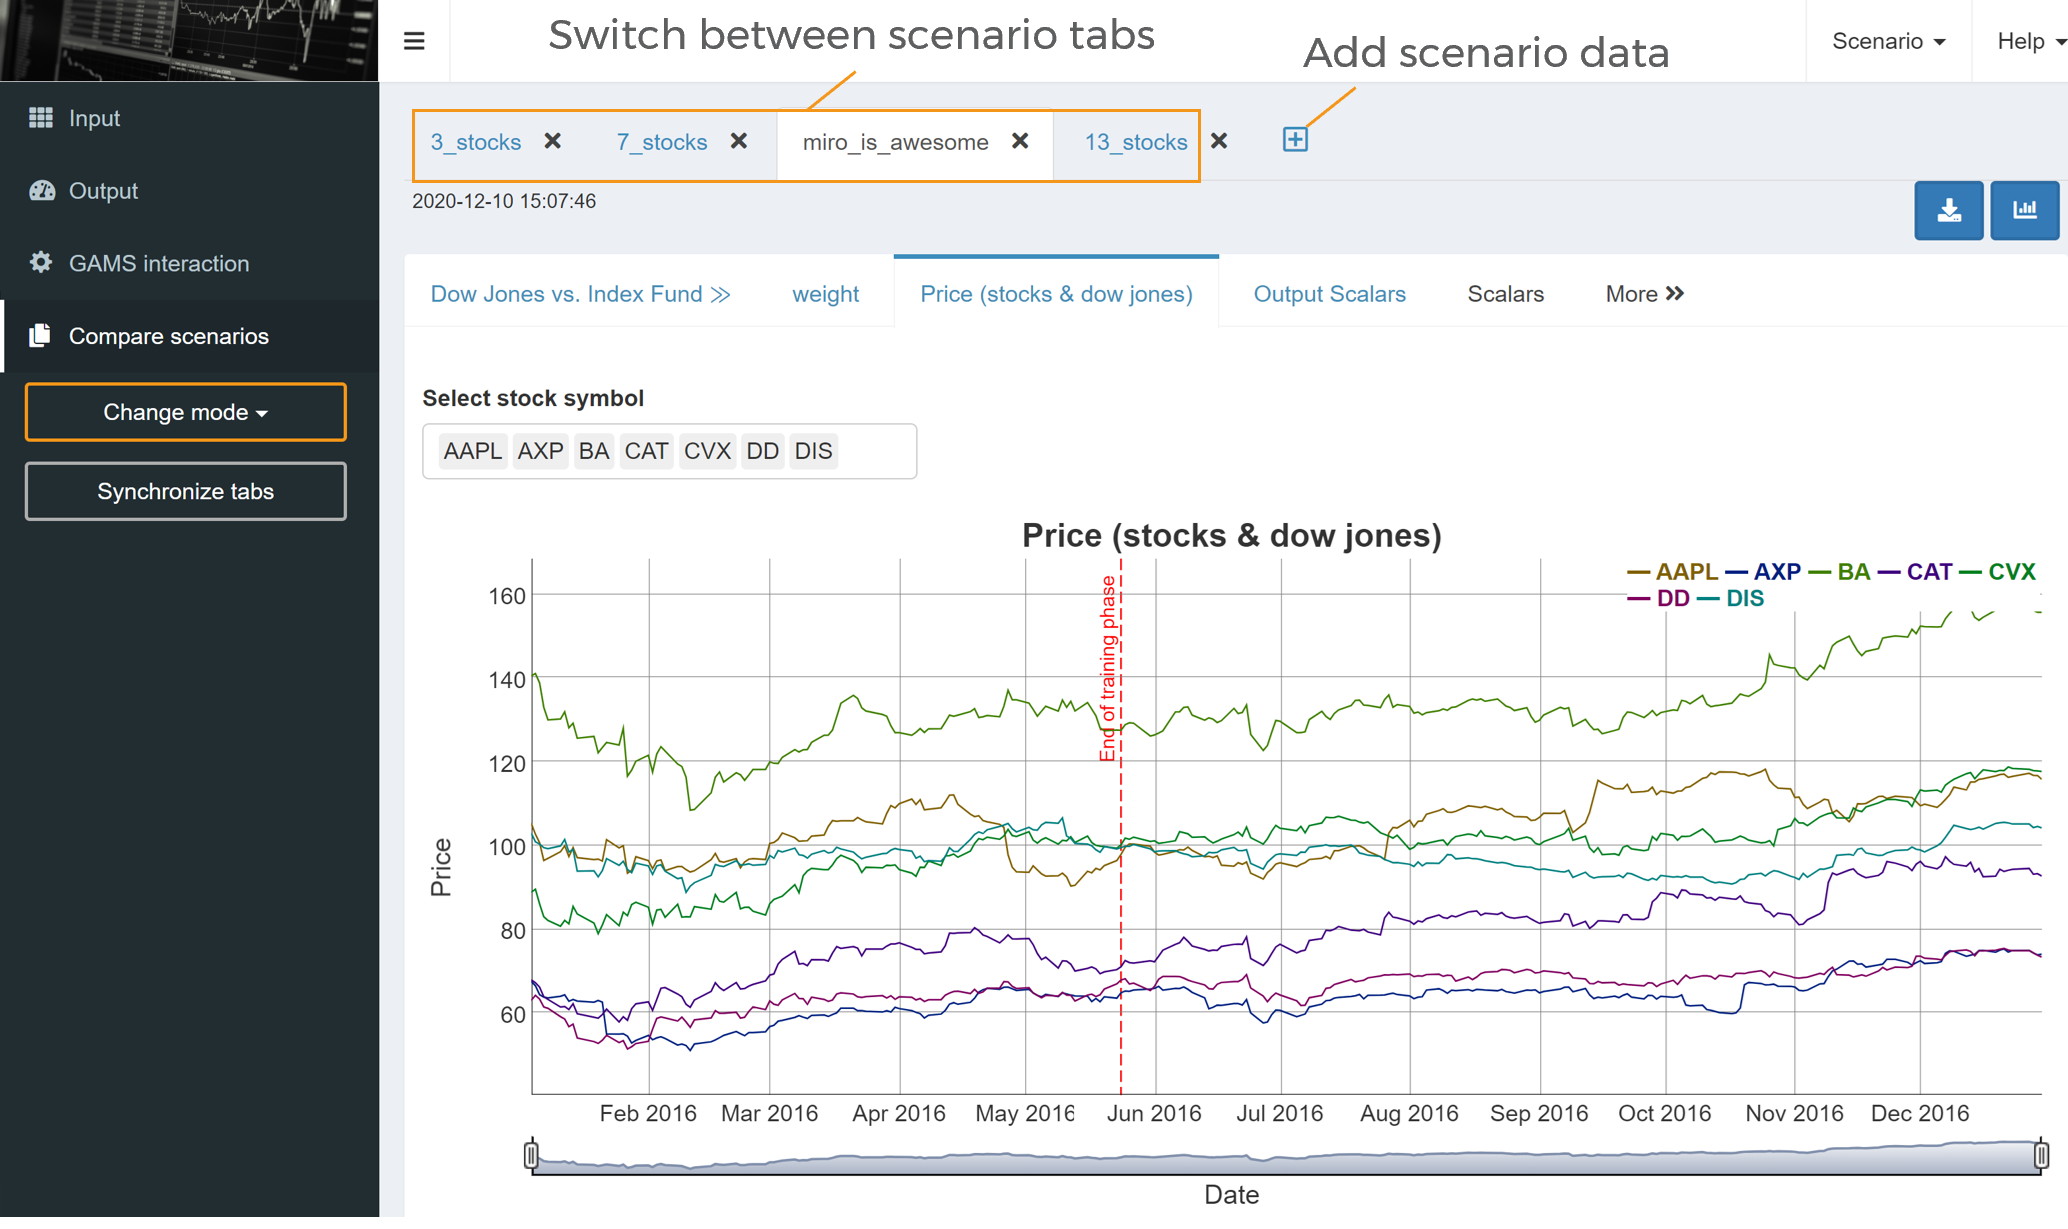 Switch between scenario tabs
Add scenario data
Scenario
Help
Input
Output
GAMS interaction
Compare scenarios
Change mode
Synchronize tabs
3_stocks
7_stocks
miro_is_awesome
13_stocks
2020-12-10 15:07:46
Dow Jones vs. Index Fund
weight
Price (stocks & dow jones)
Output Scalars
Scalars
More
Select stock symbol
AAPL AXP BA CAT CVX DD DIS
Price (stocks & dow jones)
AAPL AXP BA CAT CVX
DD DIS
End of training phase
160
140
120
100
80
60
Price
Feb 2016 Mar 2016 Apr 2016 May 2016 Jun 2016 Jul 2016 Aug 2016 Sep 2016 Oct 2016 Nov 2016 Dec 2016
Date